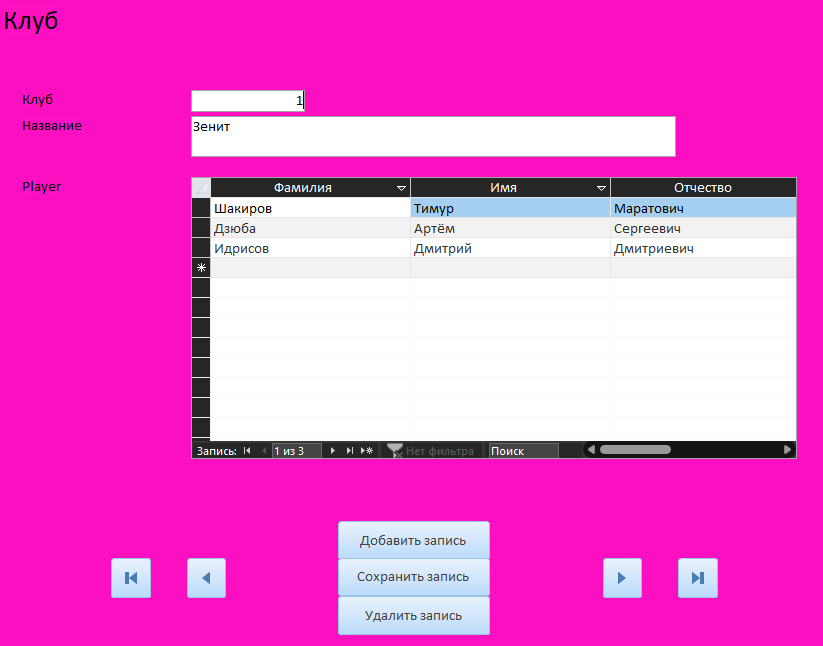 Клуб
Клуб 1
Название Зенит
Player
Фамилия Имя Отчество
Шакиров Тимур Маратович
Дзюба Артём Сергеевич
Идрисов Дмитрий Дмитриевич
Запись: 1 из 3 Нет фильтра Поиск
Добавить запись
Сохранить запись
Удалить запись